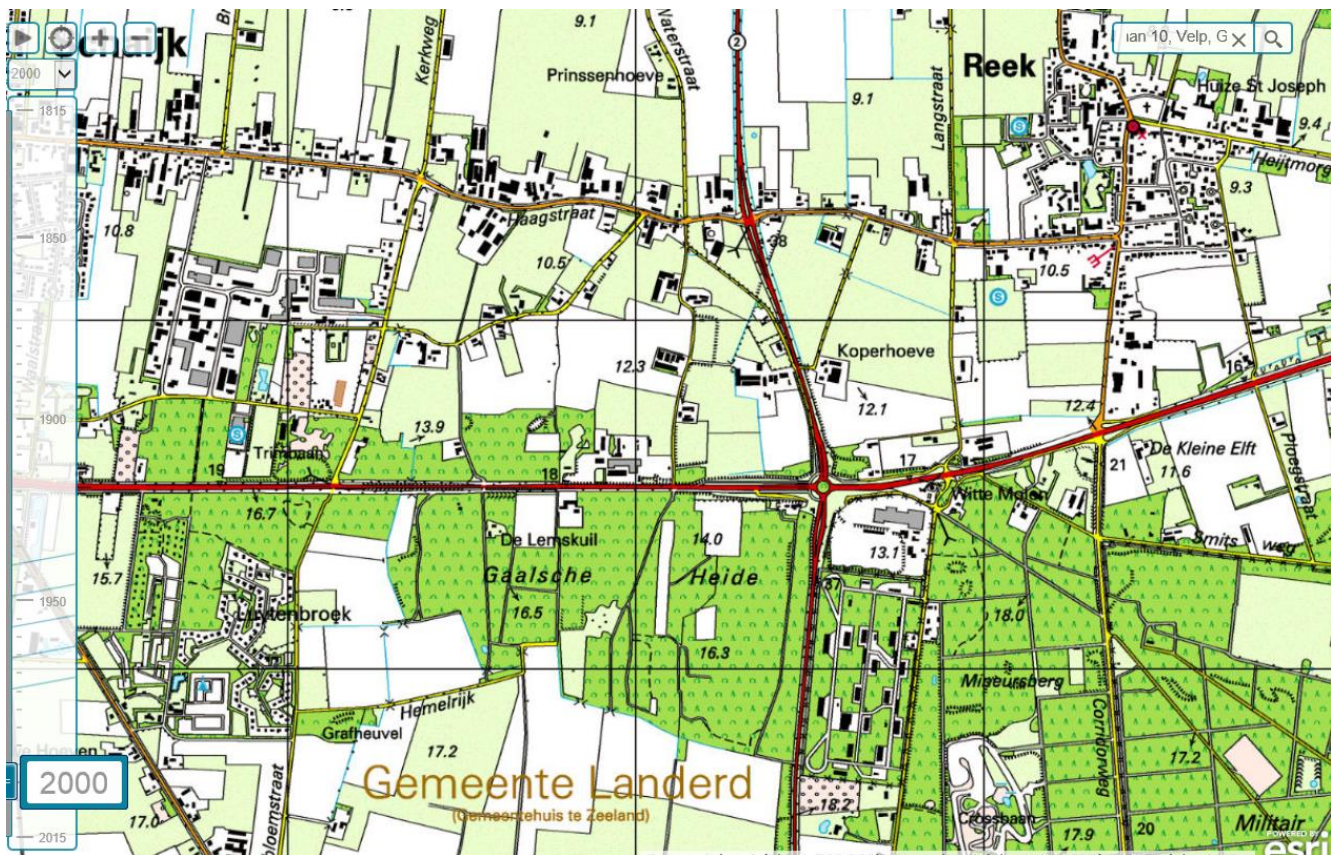 9.1
Prinssenhoeve
Kerkweg
2
9.1
Langstraat
Reek
Huize St Joseph
9.4
9.3
2000
1815
1850
1900
1950
2000
2015
10.8
Haagstraat
38
10.5
10.5
12.3
Koperhoeve
12.1
12.4
16
13.9
19
18
17
21
De Kleine Elft
11.6
Ploegstraat
Smits weg
Witte Molen
16.7
De Lemskuil
14.0
13.1
15.7
Gaalsche Heide
16.5
37
18.0
16.3
Mineursberg
Corridorweg
Hemelrijk
Grafheuvel
17.2
17.2
Gemeente Landerd
(Gemeentehuis te Zeeland)
18.2
Crossbaan
17.9
20
Militair
17.0
POWERED BY
esri